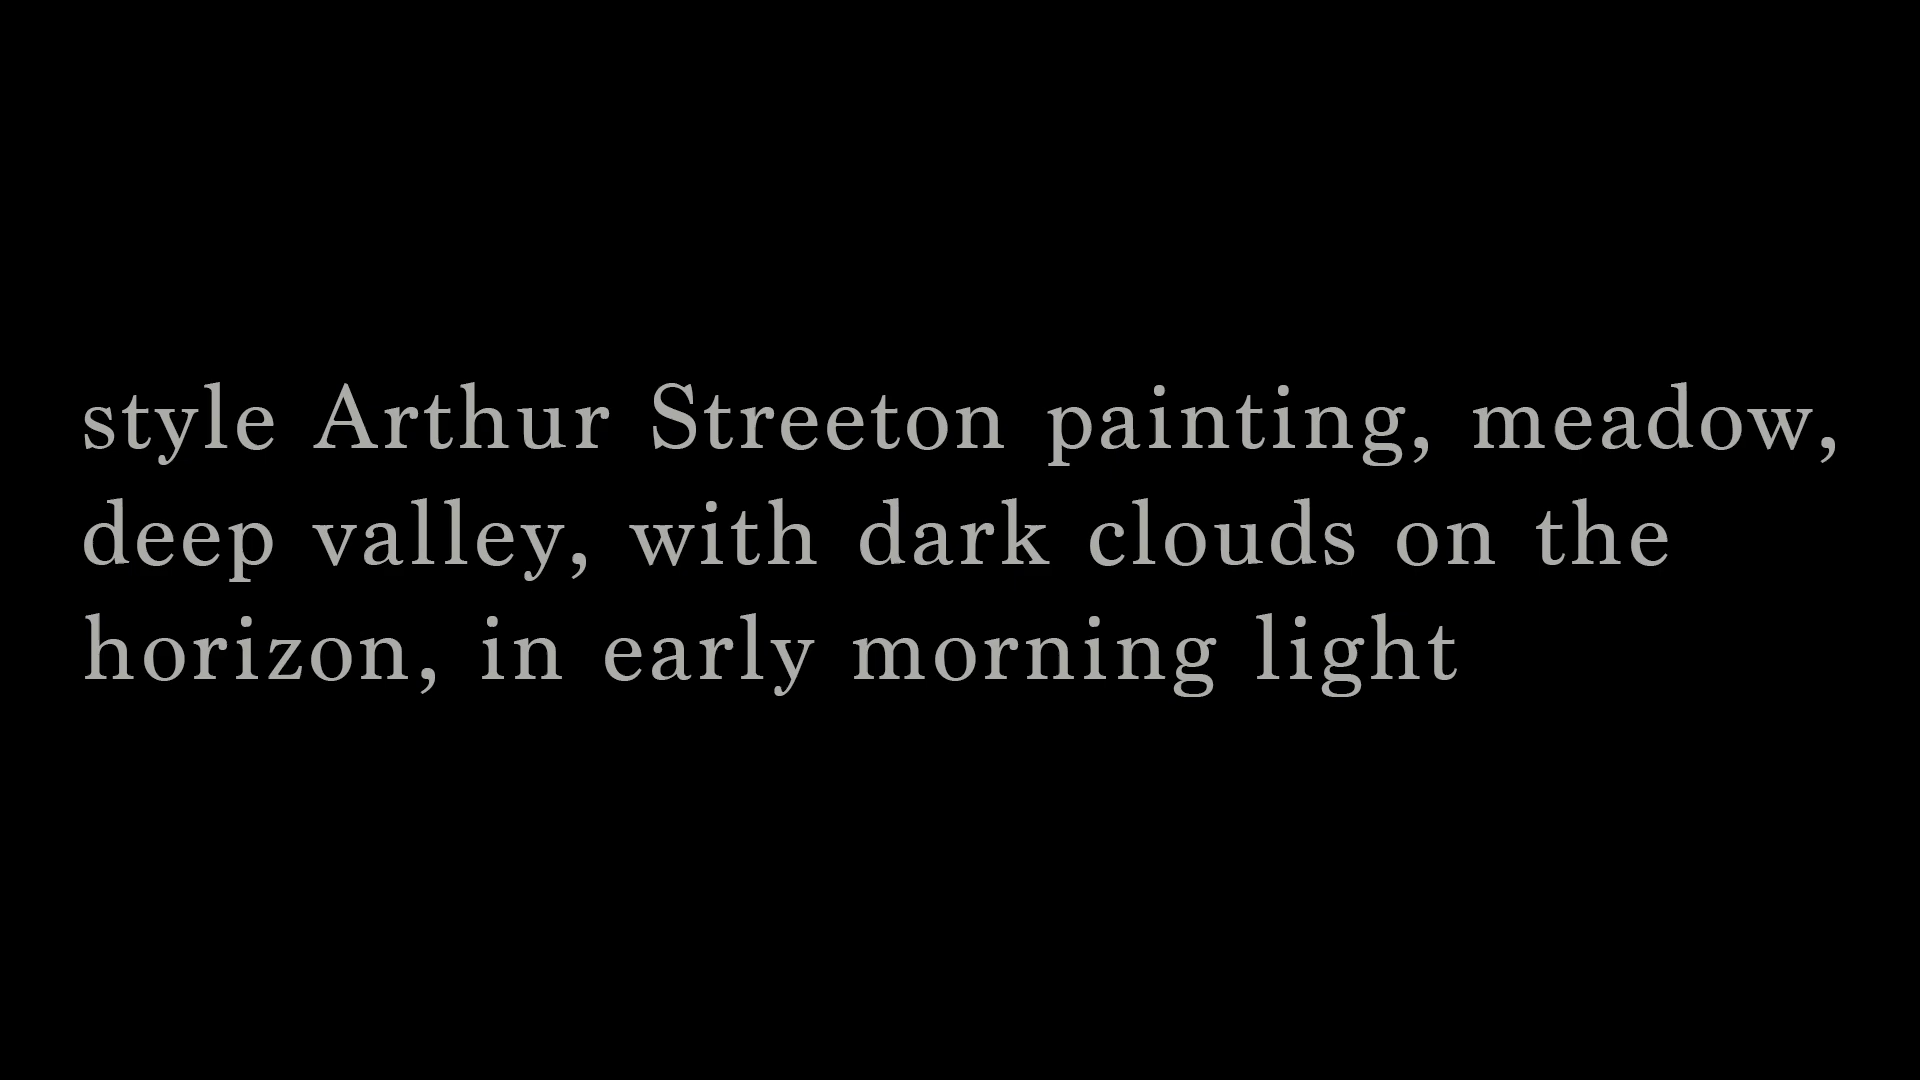 style Arthur Streeton painting, meadow,
deep valley, with dark clouds on the
horizon, in early morning light